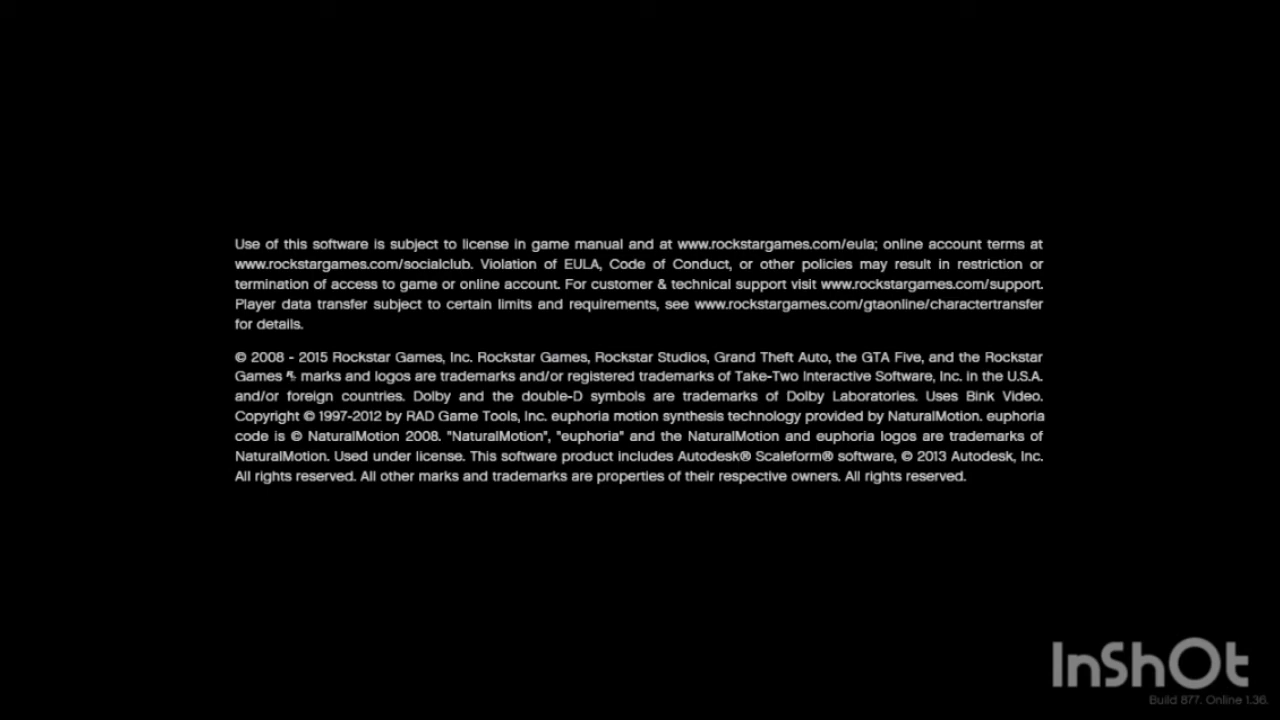 Use of this software is subject to license in game manual and at www.rockstargames.com/eula; online account terms at
www.rockstargames.com/socialclub. Violation of EULA, Code of Conduct, or other policies may result in restriction or
termination of access to game or online account. For customer & technical support visit www.rockstargames.com/support.
Player data transfer subject to certain limits and requirements, see www.rockstargames.com/gtaonline/charactertransfer
for details.
© 2008 - 2015 Rockstar Games, Inc. Rockstar Games, Rockstar Studios, Grand Theft Auto, the GTA Five, and the Rockstar
Games R* marks and logos are trademarks and/or registered trademarks of Take-Two Interactive Software, Inc. in the U.S.A.
and/or foreign countries. Dolby and the double-D symbols are trademarks of Dolby Laboratories. Uses Bink Video.
Copyright © 1997-2012 by RAD Game Tools, Inc. euphoria motion synthesis technology provided by NaturalMotion. euphoria
code is © NaturalMotion 2008. "NaturalMotion", "euphoria" and the NaturalMotion and euphoria logos are trademarks of
NaturalMotion. Used under license. This software product includes Autodesk® Scaleform® software, © 2013 Autodesk, Inc.
All rights reserved. All other marks and trademarks are properties of their respective owners. All rights reserved.
InShOt
Build 877. Online 1.36.